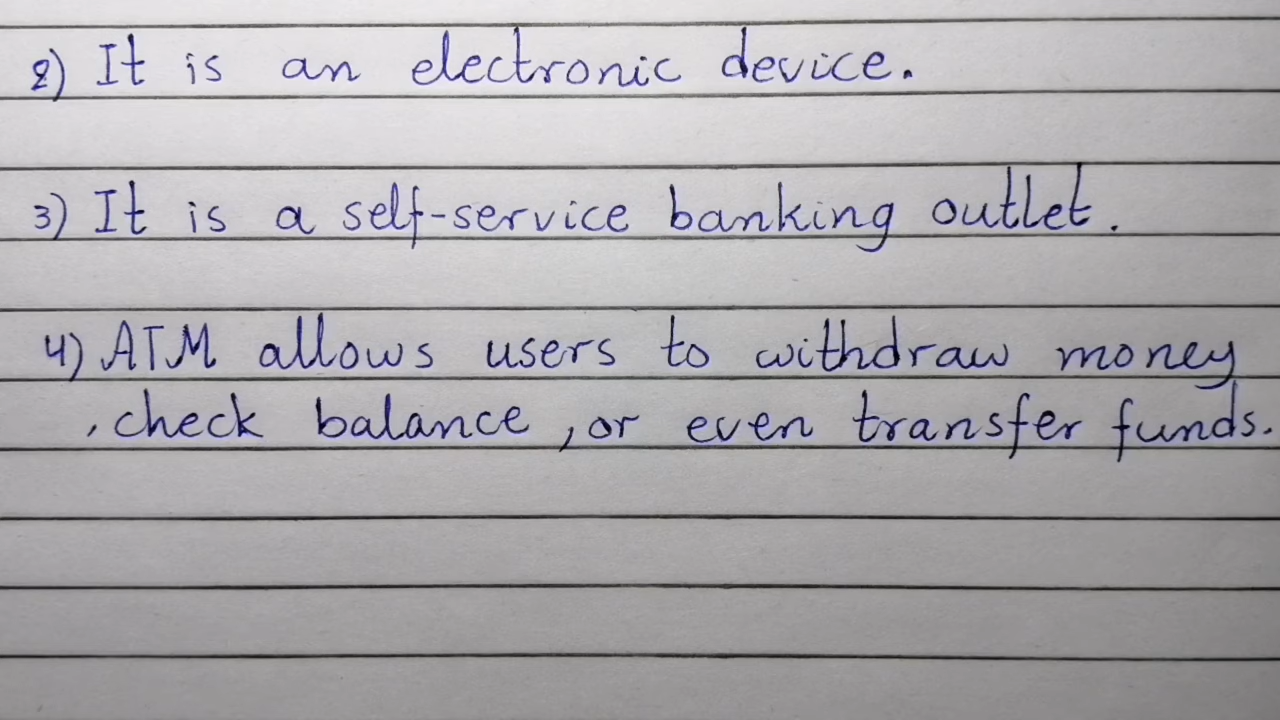 2) It is an electronic device.
3) It is a self-service banking outlet.
4) ATM allows users to withdraw money
, check balance , or even transfer funds.